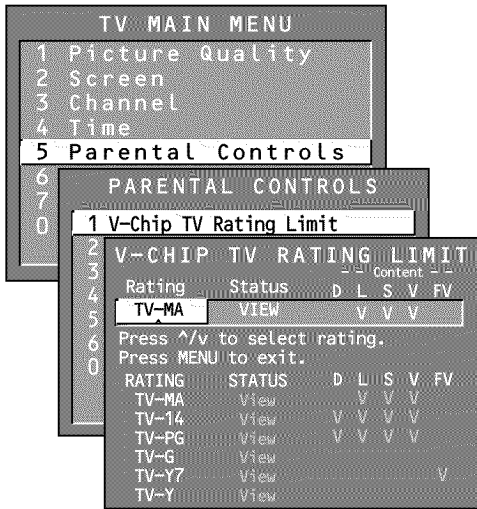 TV MAIN MENU
1 Picture Quality
2 Screen
3 Channel
4 Time
5 Parental Controls
6
7
0
PARENTAL CONTROLS
1 V-Chip TV Rating Limit
2
3
4
5
6
0
V-CHIP TV RATING LIMIT
Content
Rating Status D L S V FV
TV-MA VIEW V V V
Press ^/v to select rating.
Press MENU to exit.
RATING STATUS D L S V FV
TV-MA View V V V
TV-14 View V V V V
TV-PG View V V V V
TV-G View
TV-Y7 View V
TV-Y View